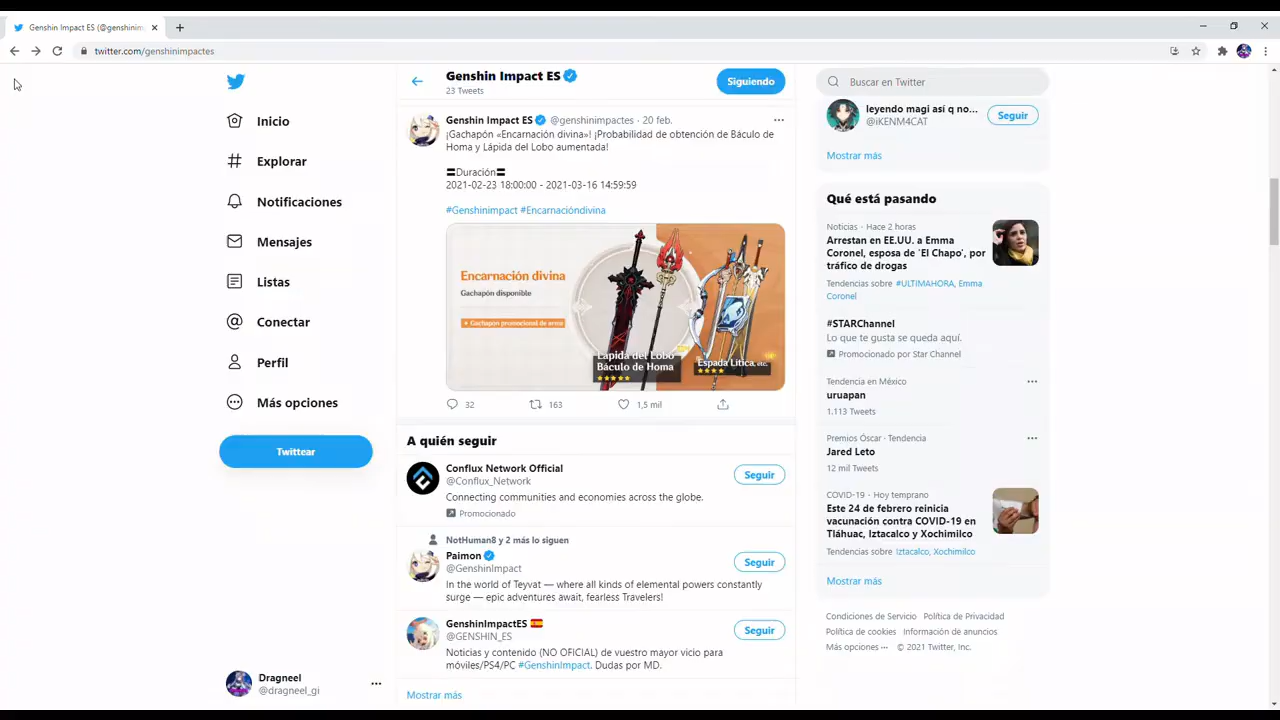 Genshin Impact ES (@genshinim
twitter.com/genshinimpactes
Inicio
Explorar
Notificaciones
Mensajes
Listas
Conectar
Perfil
Más opciones
Twittear
Dragneel
@dragneel_gi
Genshin Impact ES
23 Tweets
Siguiendo
Genshin Impact ES @genshinimpactes · 20 feb.
¡Gachapón «Encarnación divina»! ¡Probabilidad de obtención de Báculo de
Homa y Lápida del Lobo aumentada!
〓Duración〓
2021-02-23 18:00:00 - 2021-03-16 14:59:59
#Genshinimpact #Encarnacióndivina
Encarnación divina
Gachapón disponible
Gachapón promocional de arma
Lápida del Lobo
Báculo de Homa
Espada Lítica, etc.
32
163
1,5 mil
A quién seguir
Conflux Network Official
@Conflux_Network
Seguir
Connecting communities and economies across the globe.
Promocionado
NotHuman8 y 2 más lo siguen
Paimon
@GenshinImpact
Seguir
In the world of Teyvat — where all kinds of elemental powers constantly
surge — epic adventures await, fearless Travelers!
GenshinImpactES
@GENSHIN_ES
Seguir
Noticias y contenido (NO OFICIAL) de vuestro mayor vicio para
móviles/PS4/PC #GenshinImpact. Dudas por MD.
Mostrar más
Buscar en Twitter
leyendo magi así q no...
@iKENM4CAT
Seguir
Mostrar más
Qué está pasando
Noticias · Hace 2 horas
Arrestan en EE.UU. a Emma
Coronel, esposa de 'El Chapo', por
tráfico de drogas
Tendencias sobre #ULTIMAHORA, Emma
Coronel
#STARChannel
Lo que te gusta se queda aquí.
Promocionado por Star Channel
Tendencia en México
uruapan
1.113 Tweets
Premios Óscar · Tendencia
Jared Leto
12 mil Tweets
COVID-19 · Hoy temprano
Este 24 de febrero reinicia
vacunación contra COVID-19 en
Tláhuac, Iztacalco y Xochimilco
Tendencias sobre Iztacalco, Xochimilco
Mostrar más
Condiciones de Servicio Política de Privacidad
Política de cookies Información de anuncios
Más opciones ··· © 2021 Twitter, Inc.